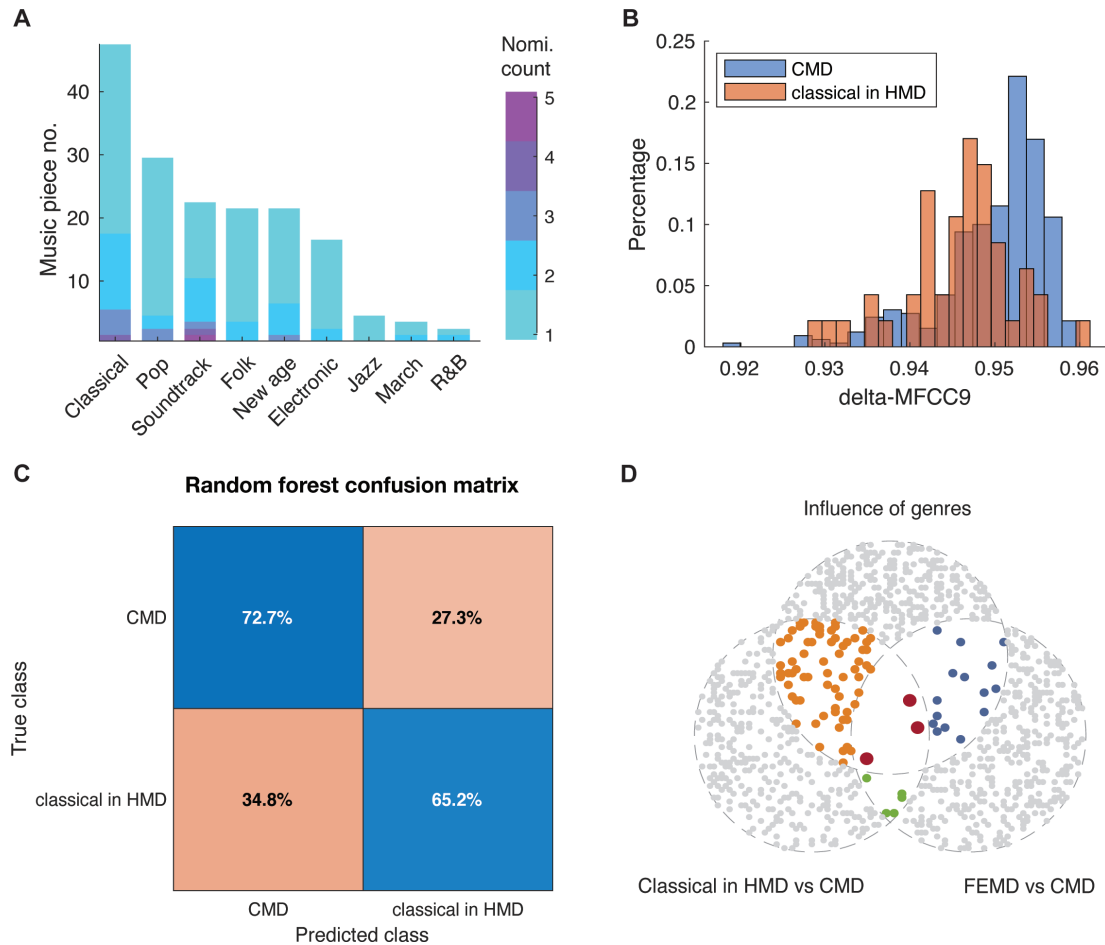 A
Nomi.
count
5
4
3
2
1
40
30
20
10
Music piece no.
Classical
Pop
Soundtrack
Folk
New age
Electronic
Jazz
March
R&B
B
0.25
0.2
0.15
0.1
0.05
0
Percentage
CMD
classical in HMD
0.92
0.93
0.94
0.95
0.96
delta-MFCC9
C
Random forest confusion matrix
True class
CMD
72.7%
27.3%
classical in HMD
34.8%
65.2%
CMD
classical in HMD
Predicted class
D
Influence of genres
Classical in HMD vs CMD
FEMD vs CMD